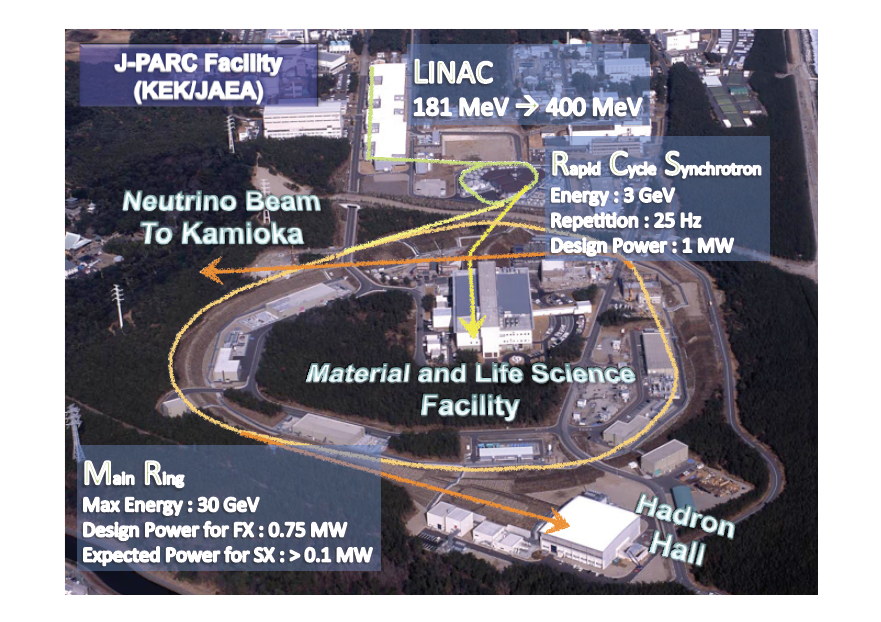 J-PARC Facility
(KEK/JAEA)
LINAC
181 MeV → 400 MeV
Rapid Cycle Synchrotron
Energy : 3 GeV
Repetition : 25 Hz
Design Power : 1 MW
Neutrino Beam
To Kamioka
Material and Life Science
Facility
Main Ring
Max Energy : 30 GeV
Design Power for FX : 0.75 MW
Expected Power for SX : > 0.1 MW
Hadron
Hall